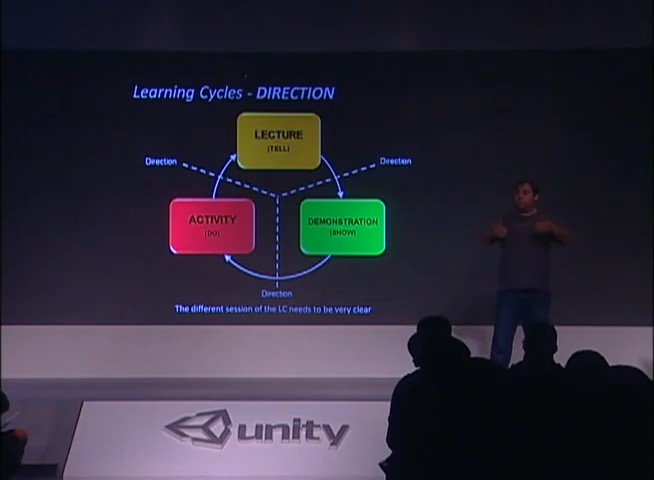 Learning Cycles - DIRECTION
LECTURE
(TELL)
Direction
Direction
ACTIVITY
(DO)
DEMONSTRATION
(SHOW)
Direction
The different session of the LC needs to be very clear
unity